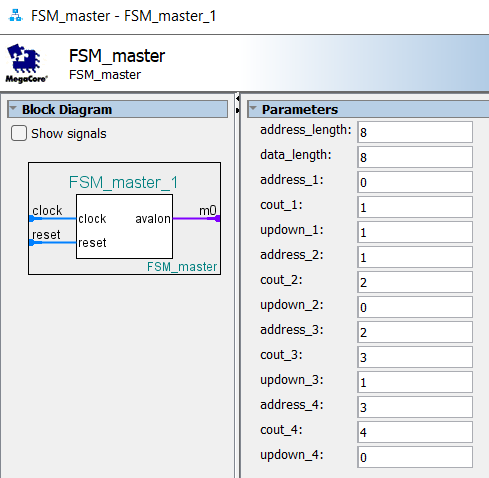 FSM_master - FSM_master_1
MegaCore®
FSM_master
FSM_master
Block Diagram
Show signals
FSM_master_1
clock
clock
avalon
m0
reset
reset
FSM_master
Parameters
address_length: 8
data_length: 8
address_1: 0
cout_1: 1
updown_1: 1
address_2: 1
cout_2: 2
updown_2: 0
address_3: 2
cout_3: 3
updown_3: 1
address_4: 3
cout_4: 4
updown_4: 0